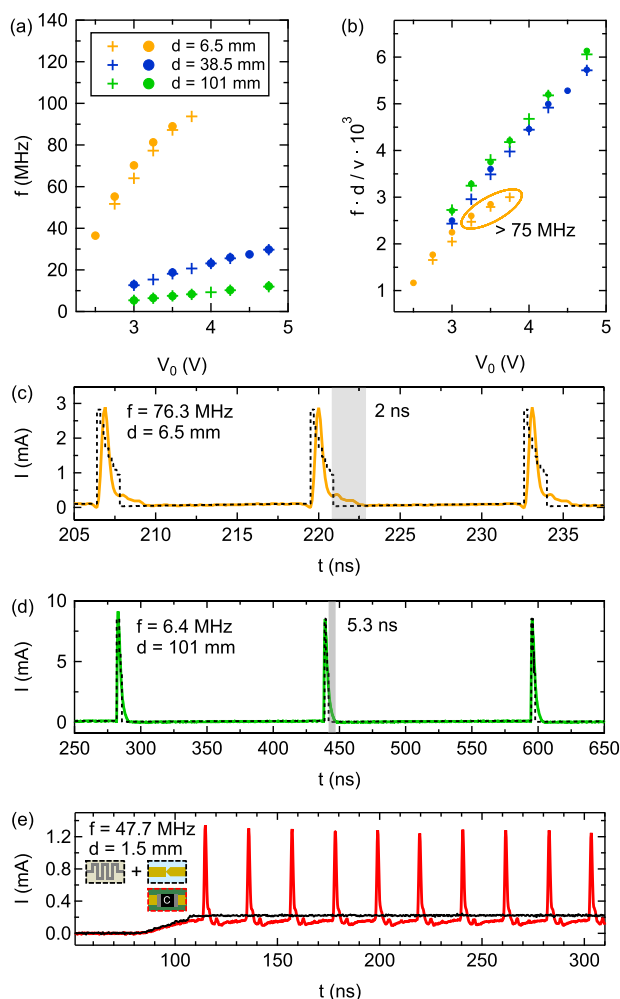 (a)
140
120
100
80
60
40
20
0
f (MHz)
d = 6.5 mm
d = 38.5 mm
d = 101 mm
3
4
5
V0 (V)
(b)
6
5
4
3
2
1
f · d / v · 10^3
> 75 MHz
3
4
5
V0 (V)
(c)
3
2
1
0
I (mA)
f = 76.3 MHz
d = 6.5 mm
2 ns
205 210 215 220 225 230 235
t (ns)
(d)
10
5
0
I (mA)
f = 6.4 MHz
d = 101 mm
5.3 ns
250 300 350 400 450 500 550 600 650
t (ns)
(e)
1.2
0.8
0.4
0.0
I (mA)
f = 47.7 MHz
d = 1.5 mm
+
C
100 150 200 250 300
t (ns)